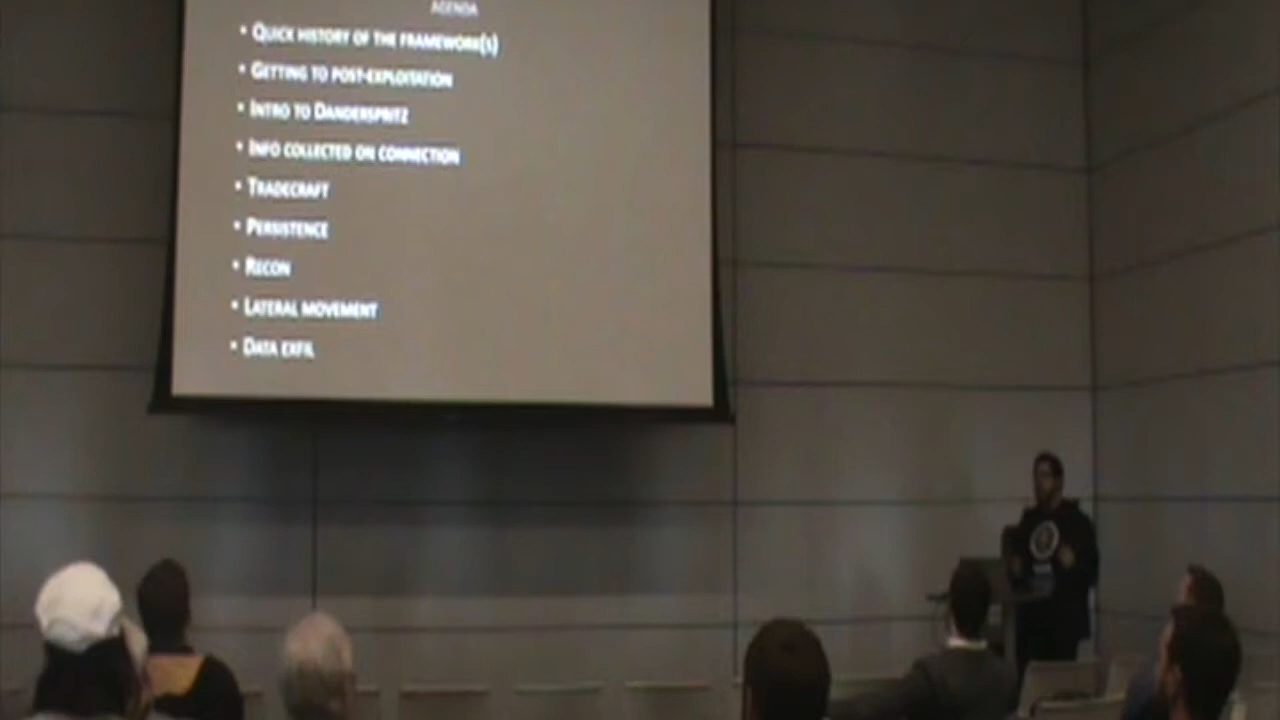 AGENDA
• QUICK HISTORY OF THE FRAMEWORK(S)
• GETTING TO POST-EXPLOITATION
• INTRO TO DANDERSPRITZ
• INFO COLLECTED ON CONNECTION
• TRADECRAFT
• PERSISTENCE
• RECON
• LATERAL MOVEMENT
• DATA EXFIL